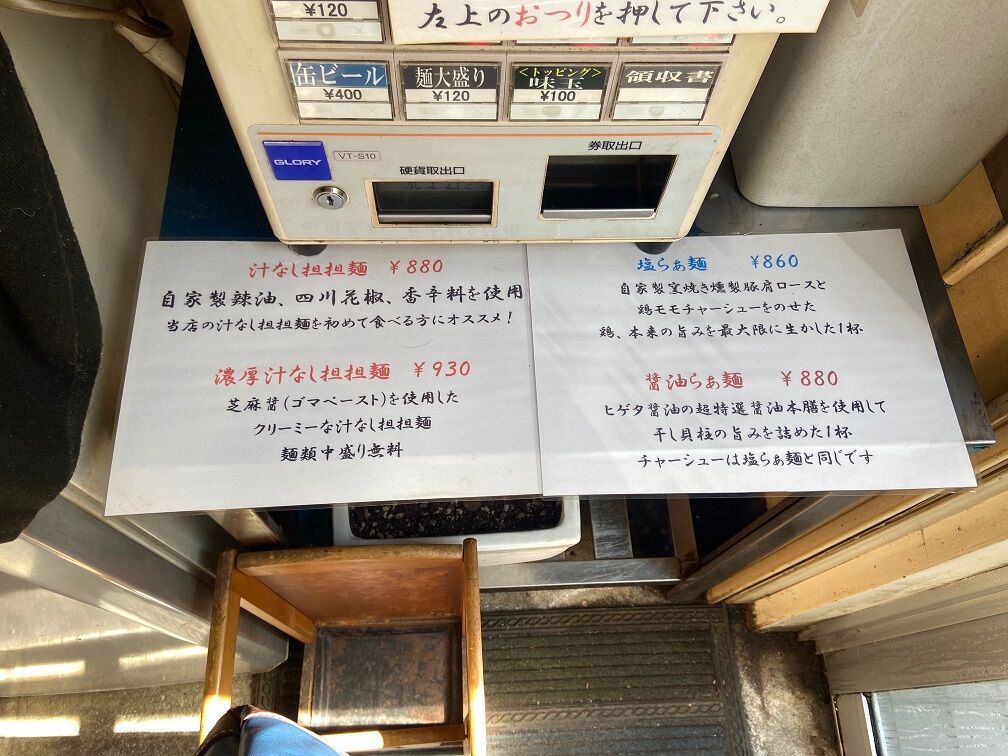 ¥120
左上のおつりを押して下さい。
缶ビール
¥400
麺大盛り
¥120
<トッピング>
味玉
¥100
領収書
GLORY
VT-S10
硬貨取出口
券取出口
汁なし担担麺 ¥880
自家製辣油、四川花椒、香辛料を使用
当店の汁なし担担麺を初めて食べる方にオススメ!
濃厚汁なし担担麺 ¥930
芝麻醤(ゴマペースト)を使用した
クリーミーな汁なし担担麺
麺類中盛り無料
塩らぁ麺 ¥860
自家製窯焼き燻製豚肩ロースと
鶏モモチャーシューをのせた
鶏、本来の旨みを最大限に生かした1杯
醤油らぁ麺 ¥880
ヒゲタ醤油の超特選醤油本膳を使用して
干し貝柱の旨みを詰めた1杯
チャーシューは塩らぁ麺と同じです